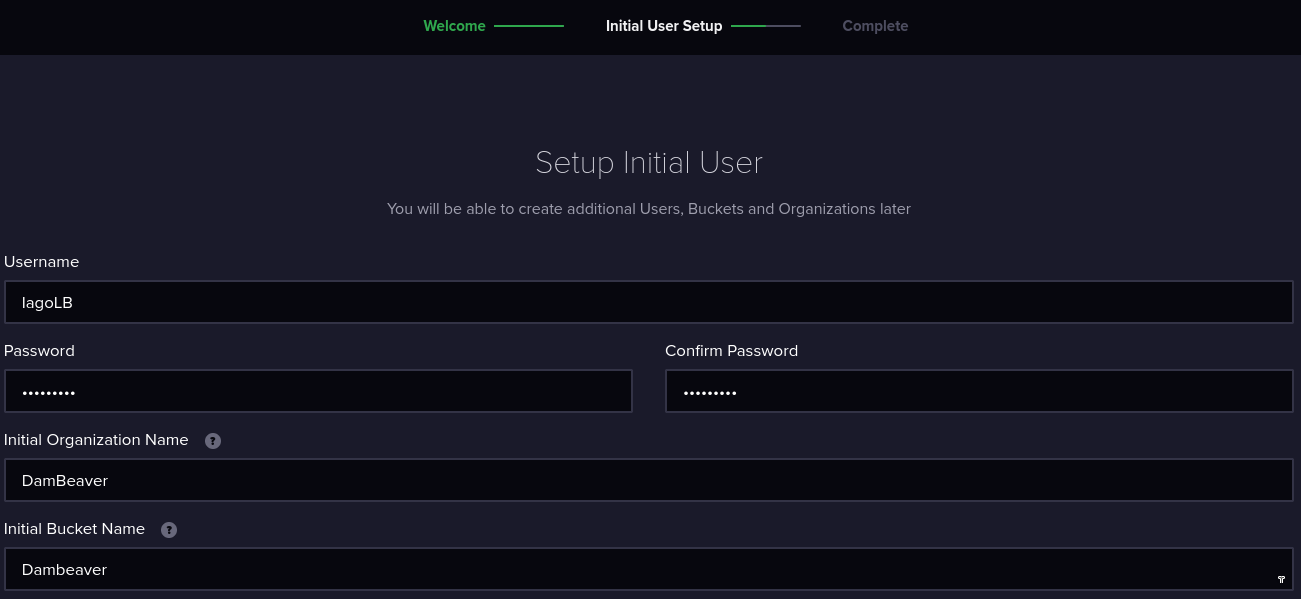 Welcome Initial User Setup Complete
Setup Initial User
You will be able to create additional Users, Buckets and Organizations later
Username
IagoLB
Password Confirm Password
••••••••• •••••••••
Initial Organization Name ?
DamBeaver
Initial Bucket Name ?
Dambeaver